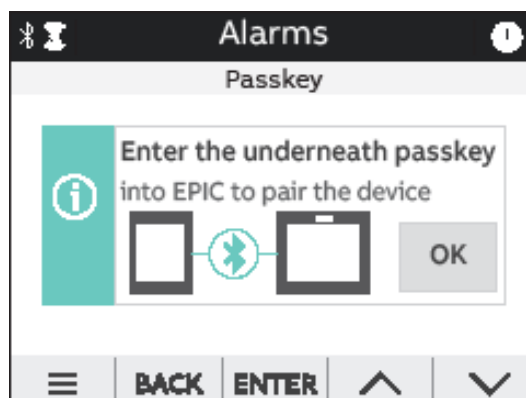 Alarms
Passkey
Enter the underneath passkey
into EPIC to pair the device
OK
BACK ENTER